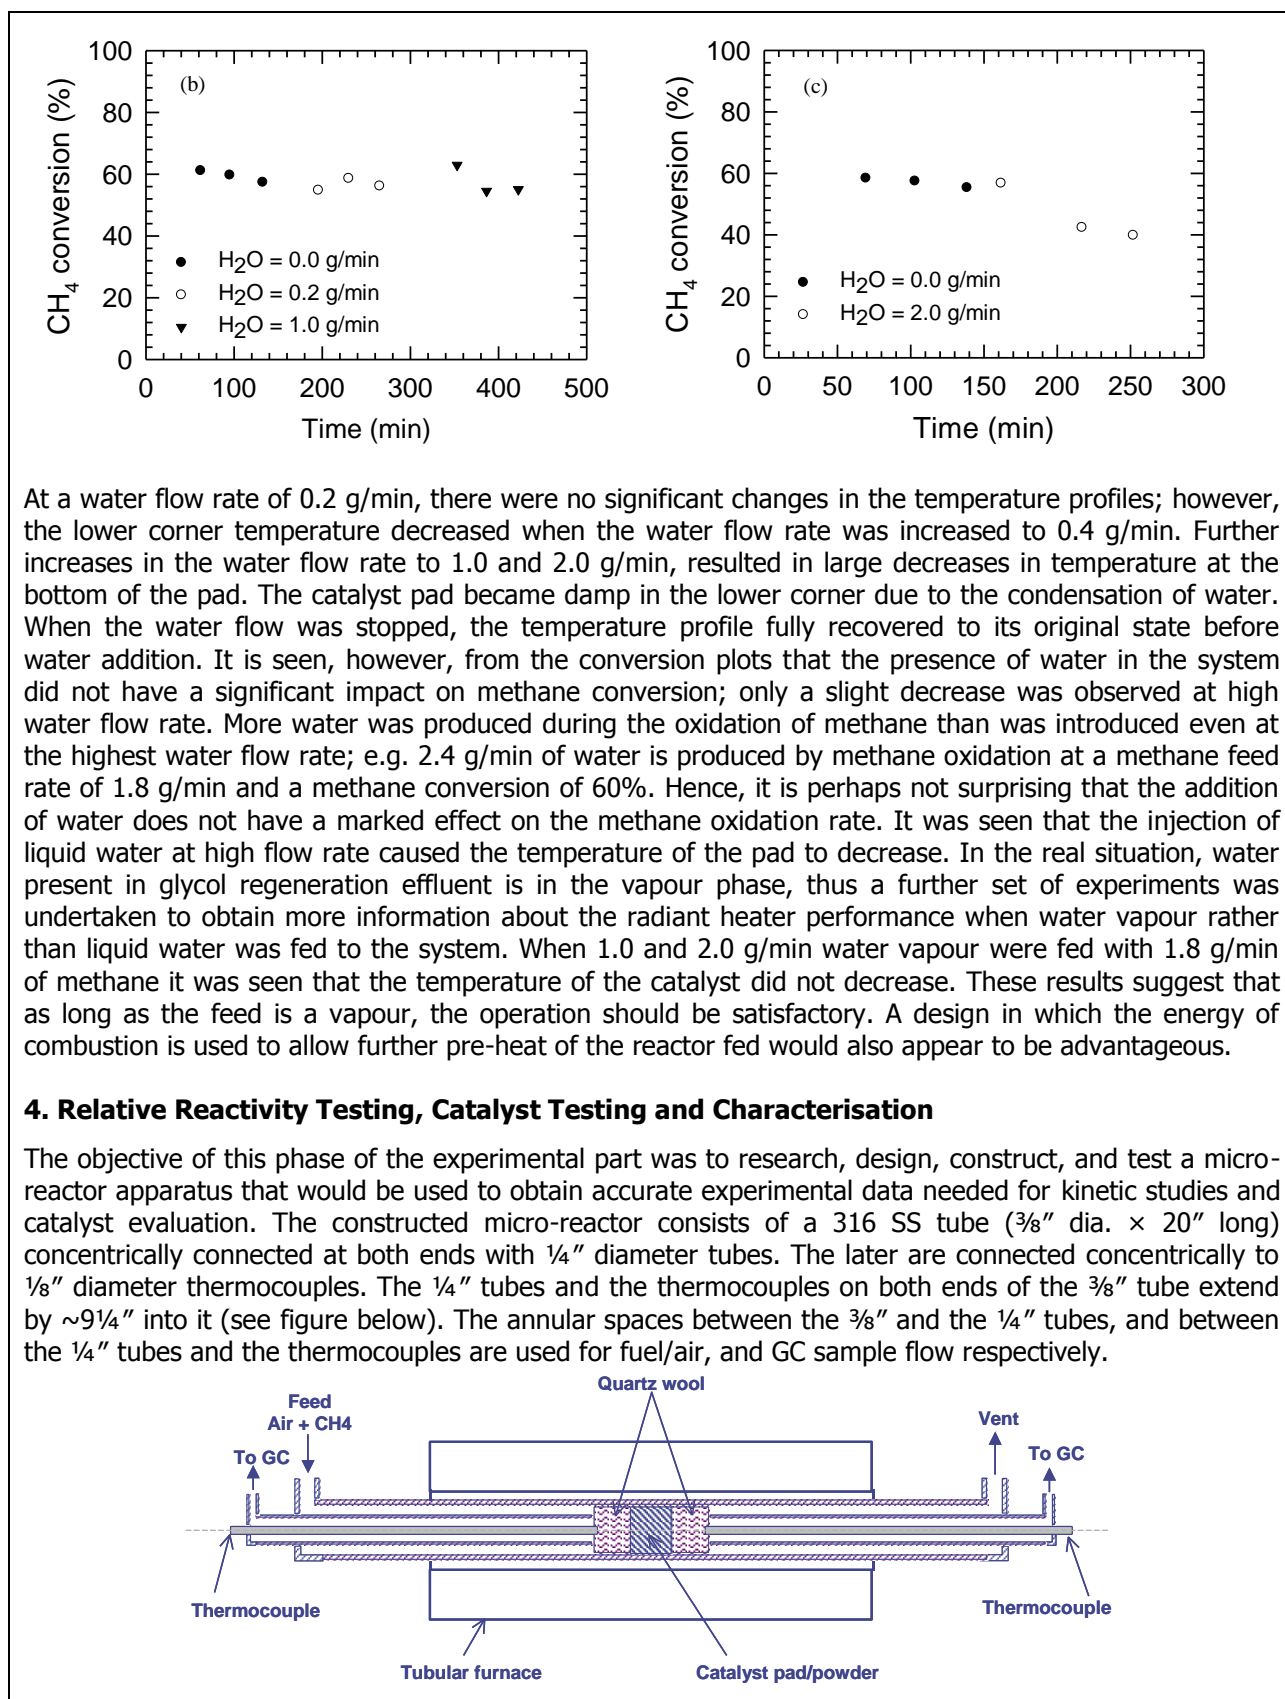 100
80
60
40
20
0
CH4 conversion (%)
(b)
H2O = 0.0 g/min
H2O = 0.2 g/min
H2O = 1.0 g/min
0 100 200 300 400 500
Time (min)
100
80
60
40
20
0
CH4 conversion (%)
(c)
H2O = 0.0 g/min
H2O = 2.0 g/min
0 50 100 150 200 250 300
Time (min)
At a water flow rate of 0.2 g/min, there were no significant changes in the temperature profiles; however,
the lower corner temperature decreased when the water flow rate was increased to 0.4 g/min. Further
increases in the water flow rate to 1.0 and 2.0 g/min, resulted in large decreases in temperature at the
bottom of the pad. The catalyst pad became damp in the lower corner due to the condensation of water.
When the water flow was stopped, the temperature profile fully recovered to its original state before
water addition. It is seen, however, from the conversion plots that the presence of water in the system
did not have a significant impact on methane conversion; only a slight decrease was observed at high
water flow rate. More water was produced during the oxidation of methane than was introduced even at
the highest water flow rate; e.g. 2.4 g/min of water is produced by methane oxidation at a methane feed
rate of 1.8 g/min and a methane conversion of 60%. Hence, it is perhaps not surprising that the addition
of water does not have a marked effect on the methane oxidation rate. It was seen that the injection of
liquid water at high flow rate caused the temperature of the pad to decrease. In the real situation, water
present in glycol regeneration effluent is in the vapour phase, thus a further set of experiments was
undertaken to obtain more information about the radiant heater performance when water vapour rather
than liquid water was fed to the system. When 1.0 and 2.0 g/min water vapour were fed with 1.8 g/min
of methane it was seen that the temperature of the catalyst did not decrease. These results suggest that
as long as the feed is a vapour, the operation should be satisfactory. A design in which the energy of
combustion is used to allow further pre-heat of the reactor fed would also appear to be advantageous.
4. Relative Reactivity Testing, Catalyst Testing and Characterisation
The objective of this phase of the experimental part was to research, design, construct, and test a micro-
reactor apparatus that would be used to obtain accurate experimental data needed for kinetic studies and
catalyst evaluation. The constructed micro-reactor consists of a 316 SS tube (⅜″ dia. × 20″ long)
concentrically connected at both ends with ¼″ diameter tubes. The later are connected concentrically to
⅛″ diameter thermocouples. The ¼″ tubes and the thermocouples on both ends of the ⅜″ tube extend
by ~9¼″ into it (see figure below). The annular spaces between the ⅜″ and the ¼″ tubes, and between
the ¼″ tubes and the thermocouples are used for fuel/air, and GC sample flow respectively.
Quartz wool
Feed
Air + CH4
Vent
To GC
To GC
Thermocouple
Thermocouple
Tubular furnace
Catalyst pad/powder